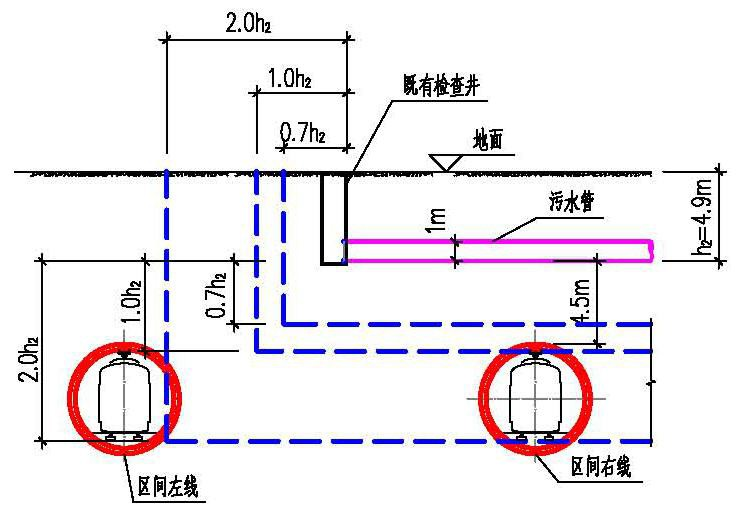 2.0h₂
1.0h₂
既有检查井
0.7h₂
地面
污水管
1m
h₂=4.9m
0.7h₂
1.0h₂
4.5m
2.0h₂
区间左线
区间右线